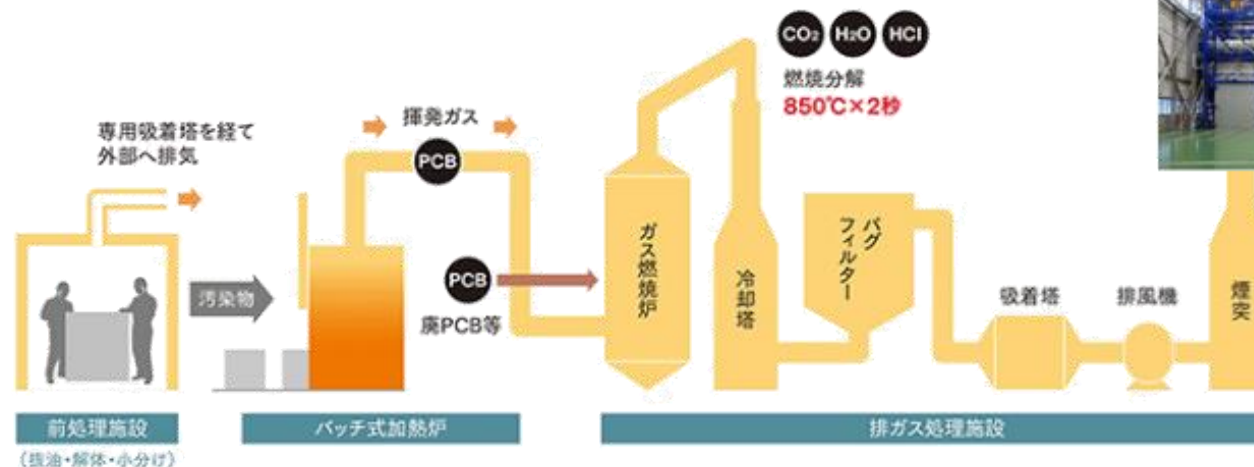 CO₂ H₂O HCl
燃焼分解
850℃×2秒
専用吸着塔を経て
外部へ排気
揮発ガス
PCB
汚染物
PCB
廃PCB等
ガス燃焼炉
冷却塔
バグ
フィルター
吸着塔
排風機
煙突
前処理施設
(抜油・解体・小分け)
バッチ式加熱炉
排ガス処理施設